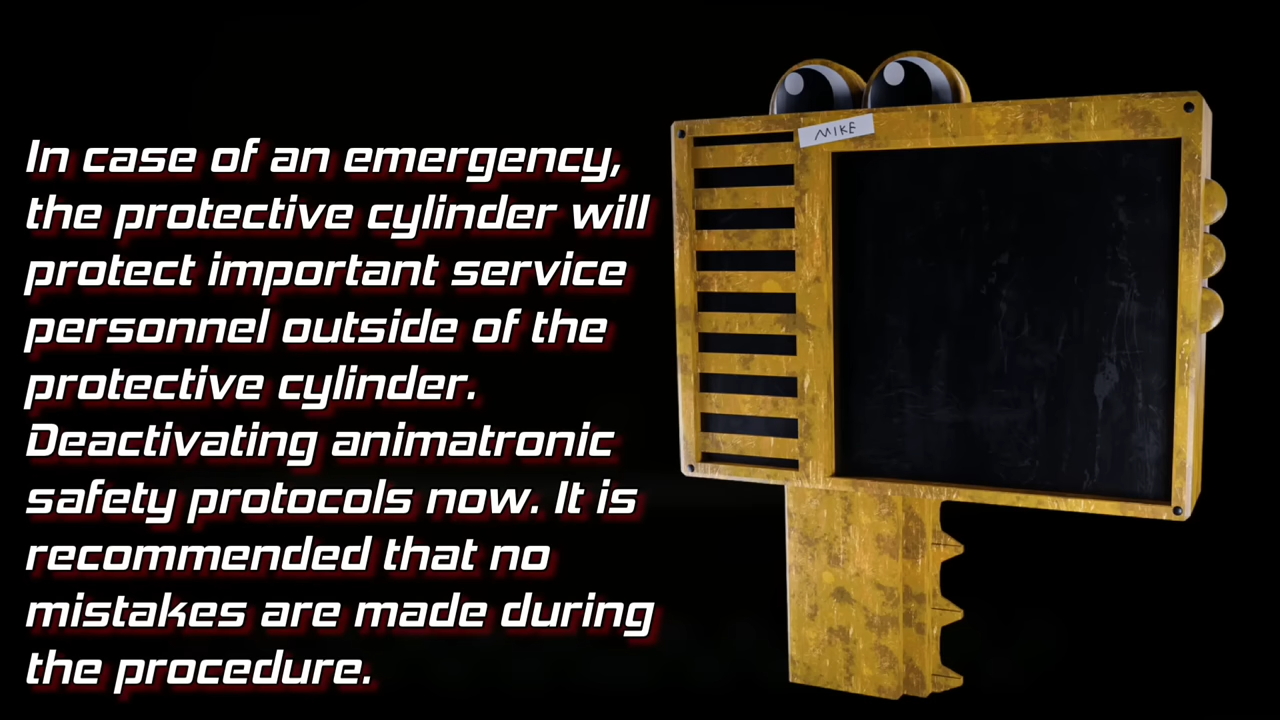 In case of an emergency,
the protective cylinder will
protect important service
personnel outside of the
protective cylinder.
Deactivating animatronic
safety protocols now. It is
recommended that no
mistakes are made during
the procedure.
MIKE